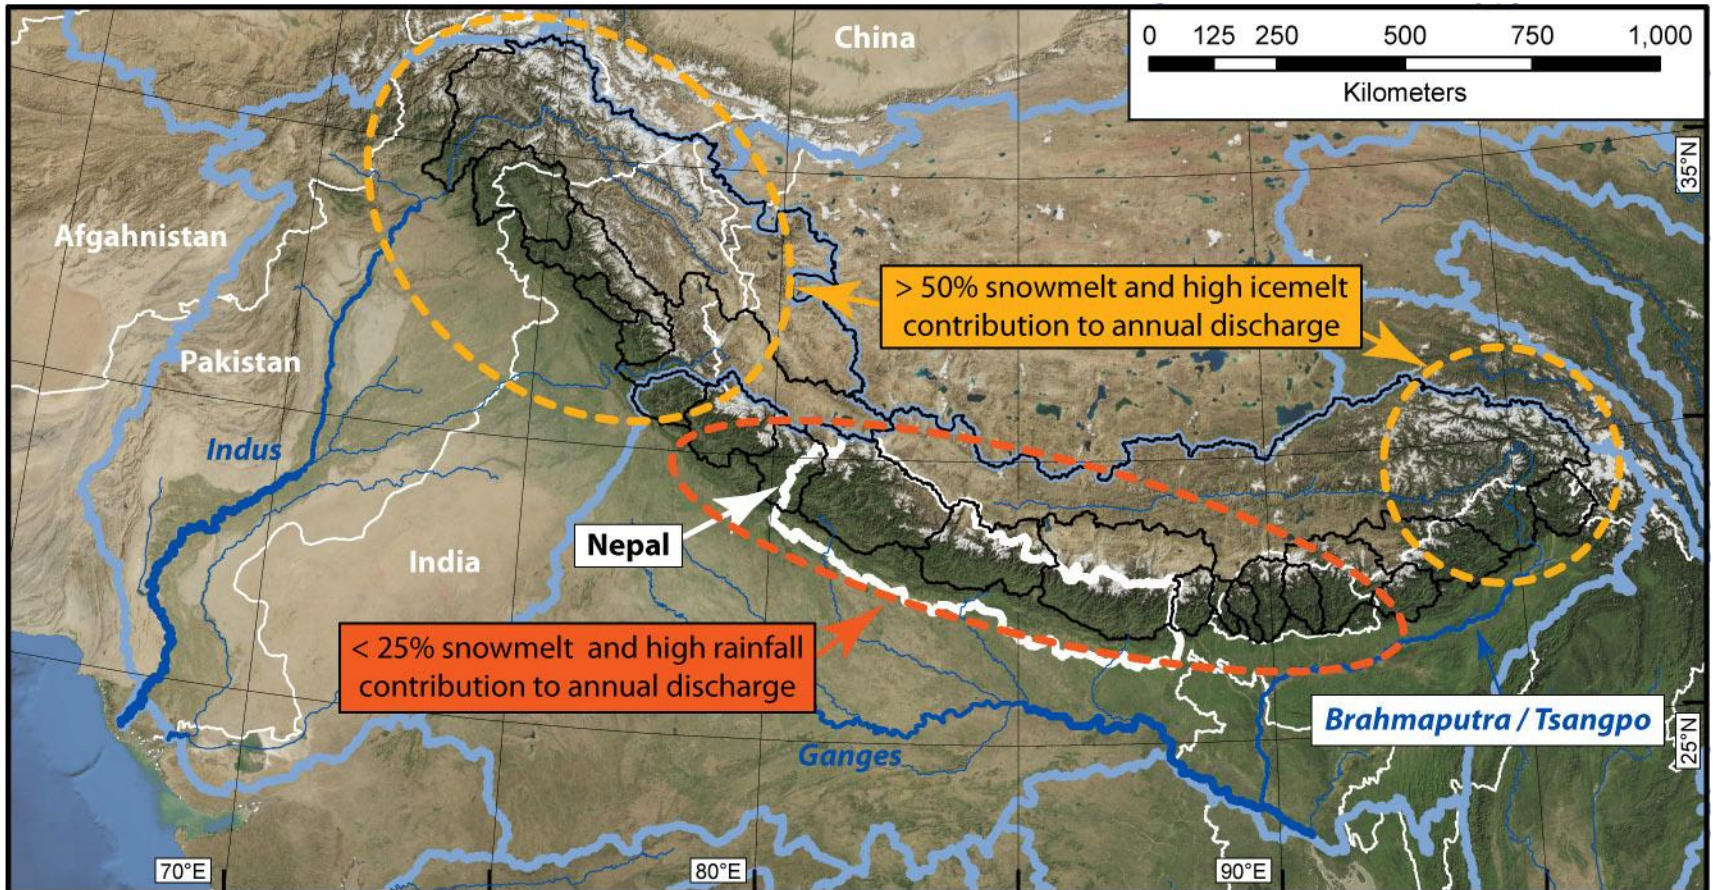 China
0 125 250 500 750 1,000
Kilometers
35°N
Afgahnistan
> 50% snowmelt and high icemelt
contribution to annual discharge
Pakistan
Indus
Nepal
India
< 25% snowmelt and high rainfall
contribution to annual discharge
Brahmaputra / Tsangpo
25°N
Ganges
70°E
80°E
90°E